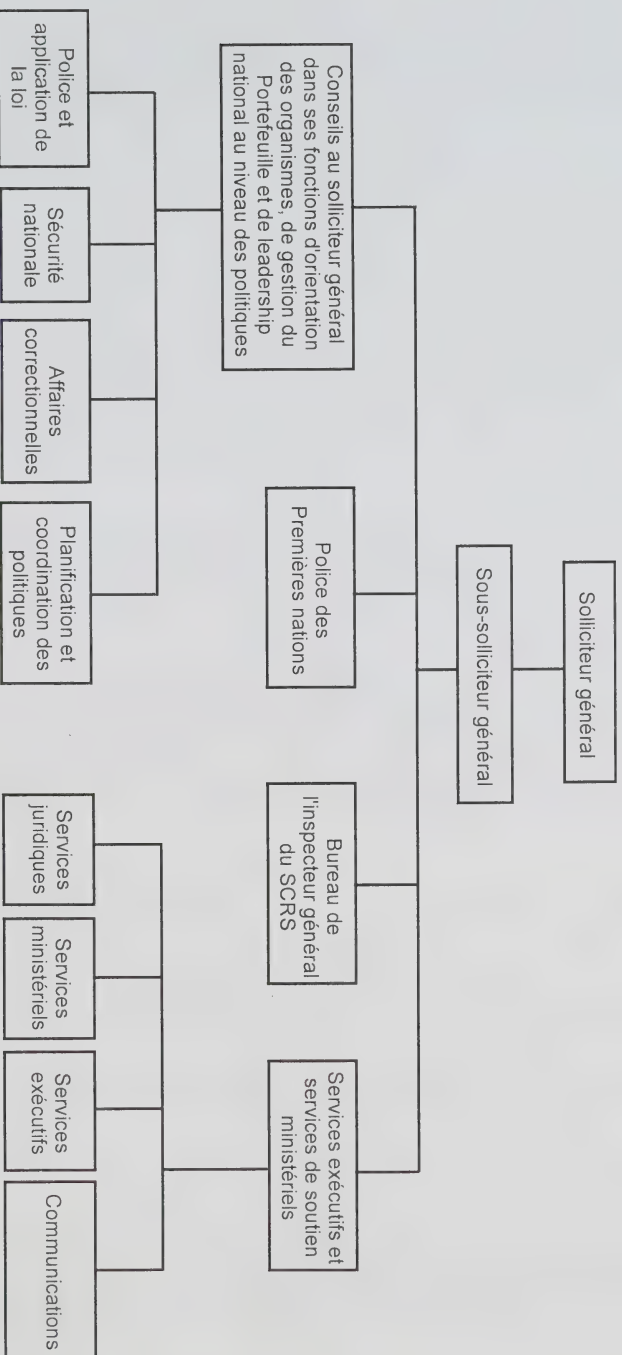 Solliciteur général
Sous-solliciteur général
Conseils au solliciteur général
dans ses fonctions d'orientation
des organismes, de gestion du
Portefeuille et de leadership
national au niveau des politiques
Police des
Premières nations
Bureau de
l'inspecteur général
du SCRS
Services exécutifs et
services de soutien
ministériels
Police et
application de
la loi
Sécurité
nationale
Affaires
correctionnelles
Planification et
coordination des
politiques
Services
juridiques
Services
ministériels
Services
exécutifs
Communications